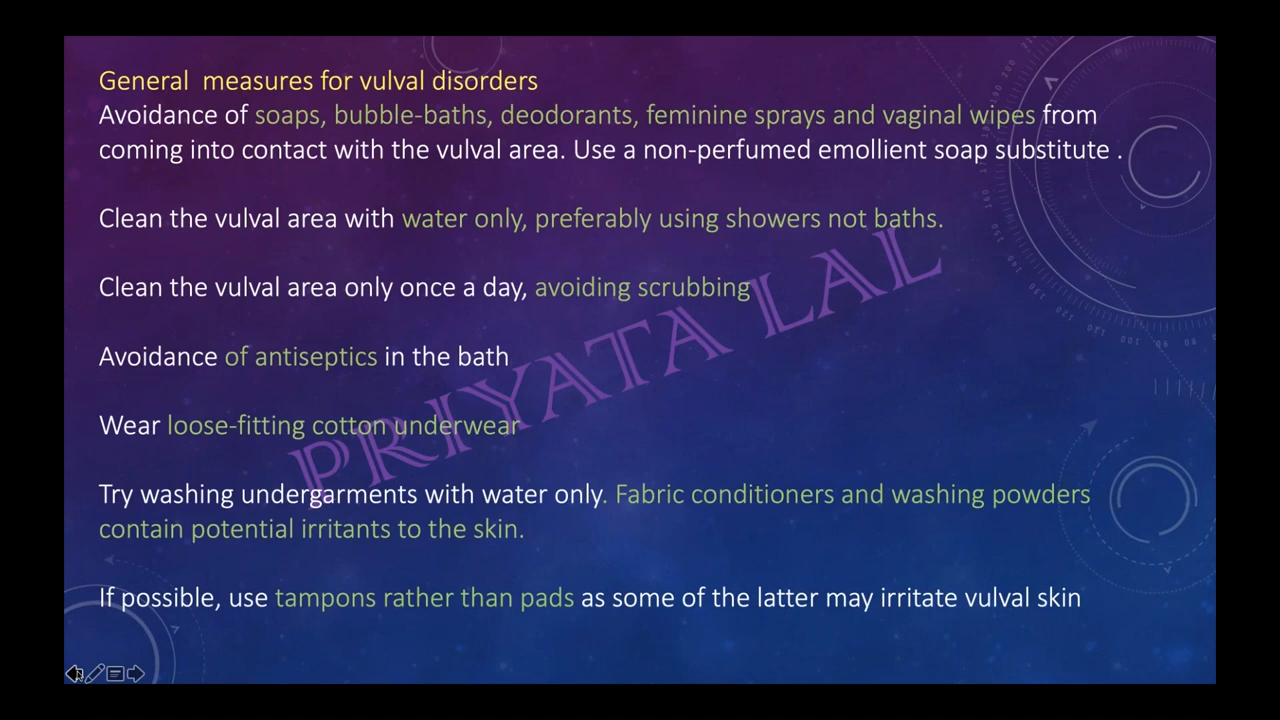 General  measures for vulval disorders
Avoidance of soaps, bubble-baths, deodorants, feminine sprays and vaginal wipes from
coming into contact with the vulval area. Use a non-perfumed emollient soap substitute .
Clean the vulval area with water only, preferably using showers not baths.
Clean the vulval area only once a day, avoiding scrubbing
Avoidance of antiseptics in the bath
Wear loose-fitting cotton underwear
Try washing undergarments with water only. Fabric conditioners and washing powders
contain potential irritants to the skin.
If possible, use tampons rather than pads as some of the latter may irritate vulval skin
PRIYATA LAL